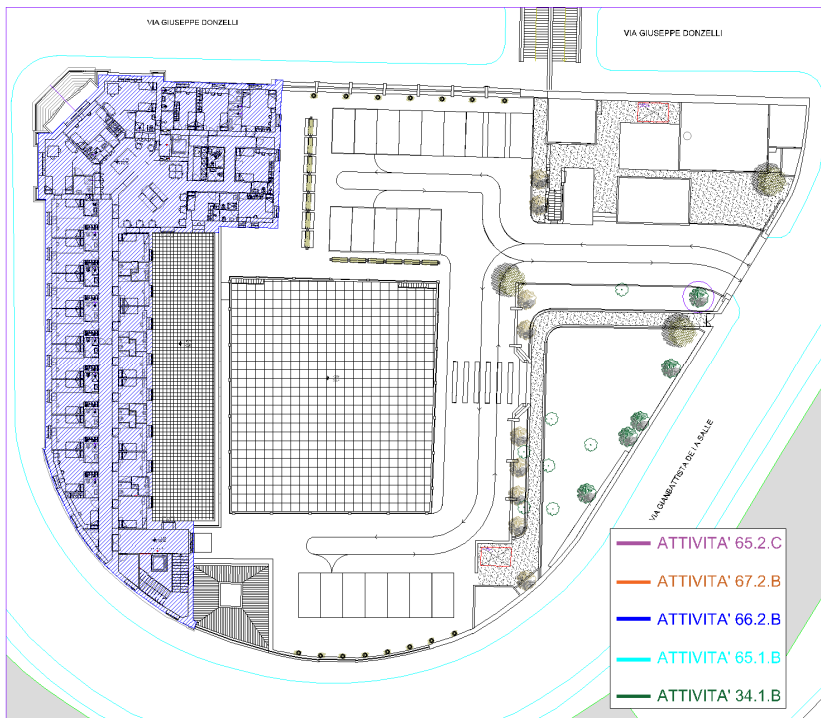 VIA GIUSEPPE DONZELLI
VIA GIUSEPPE DONZELLI
VIA GIANBATTISTA DE LA SALLE
ATTIVITA' 65.2.C
ATTIVITA' 67.2.B
ATTIVITA' 66.2.B
ATTIVITA' 65.1.B
ATTIVITA' 34.1.B